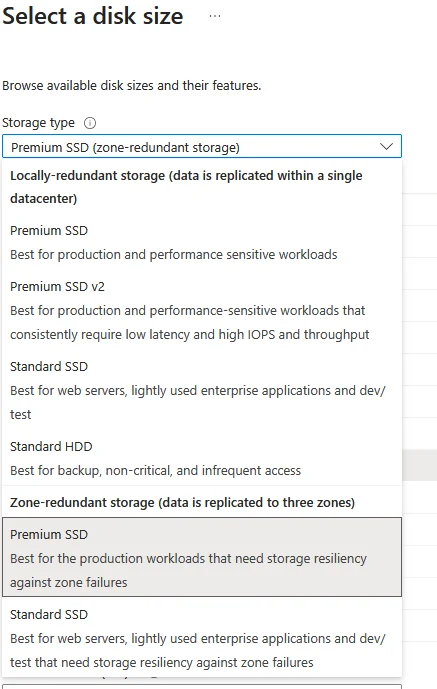 Select a disk size ...
Browse available disk sizes and their features.
Storage type
Premium SSD (zone-redundant storage)
Locally-redundant storage (data is replicated within a single
datacenter)
Premium SSD
Best for production and performance sensitive workloads
Premium SSD v2
Best for production and performance-sensitive workloads that
consistently require low latency and high IOPS and throughput
Standard SSD
Best for web servers, lightly used enterprise applications and dev/
test
Standard HDD
Best for backup, non-critical, and infrequent access
Zone-redundant storage (data is replicated to three zones)
Premium SSD
Best for the production workloads that need storage resiliency
against zone failures
Standard SSD
Best for web servers, lightly used enterprise applications and dev/
test that need storage resiliency against zone failures